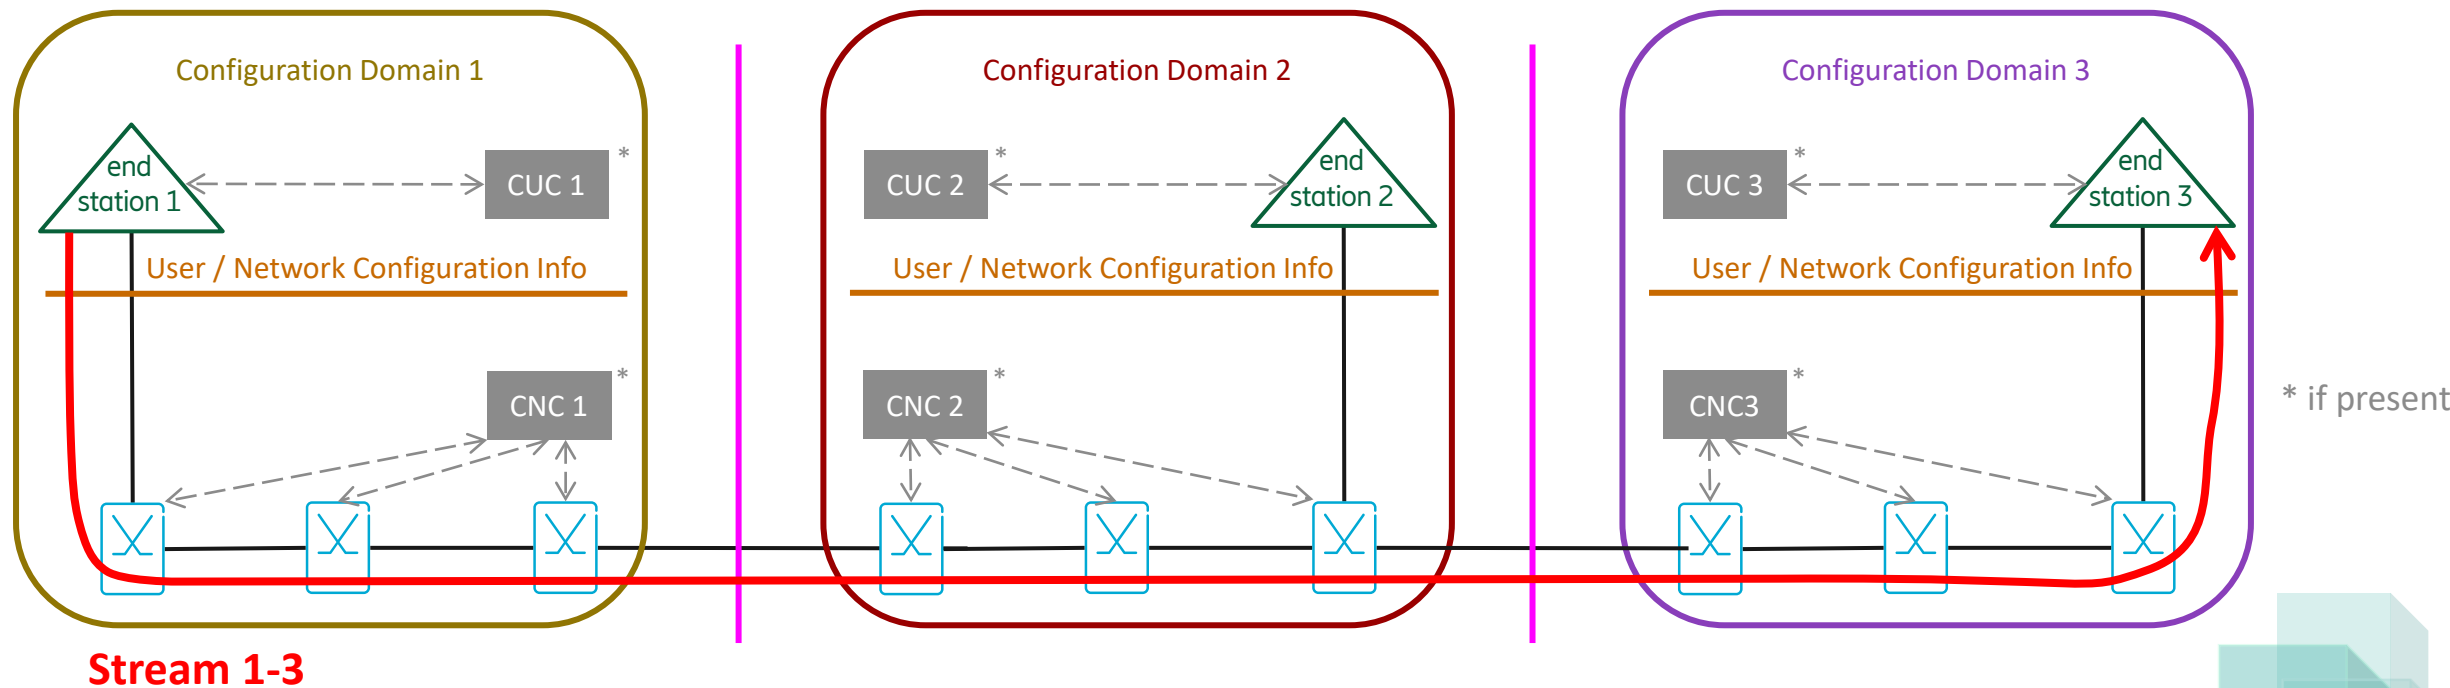 Configuration Domain 1
end
station 1
CUC 1
*
User / Network Configuration Info
CNC 1
*
Configuration Domain 2
CUC 2
*
end
station 2
User / Network Configuration Info
CNC 2
*
Configuration Domain 3
CUC 3
*
end
station 3
User / Network Configuration Info
CNC3
*
* if present
Stream 1-3